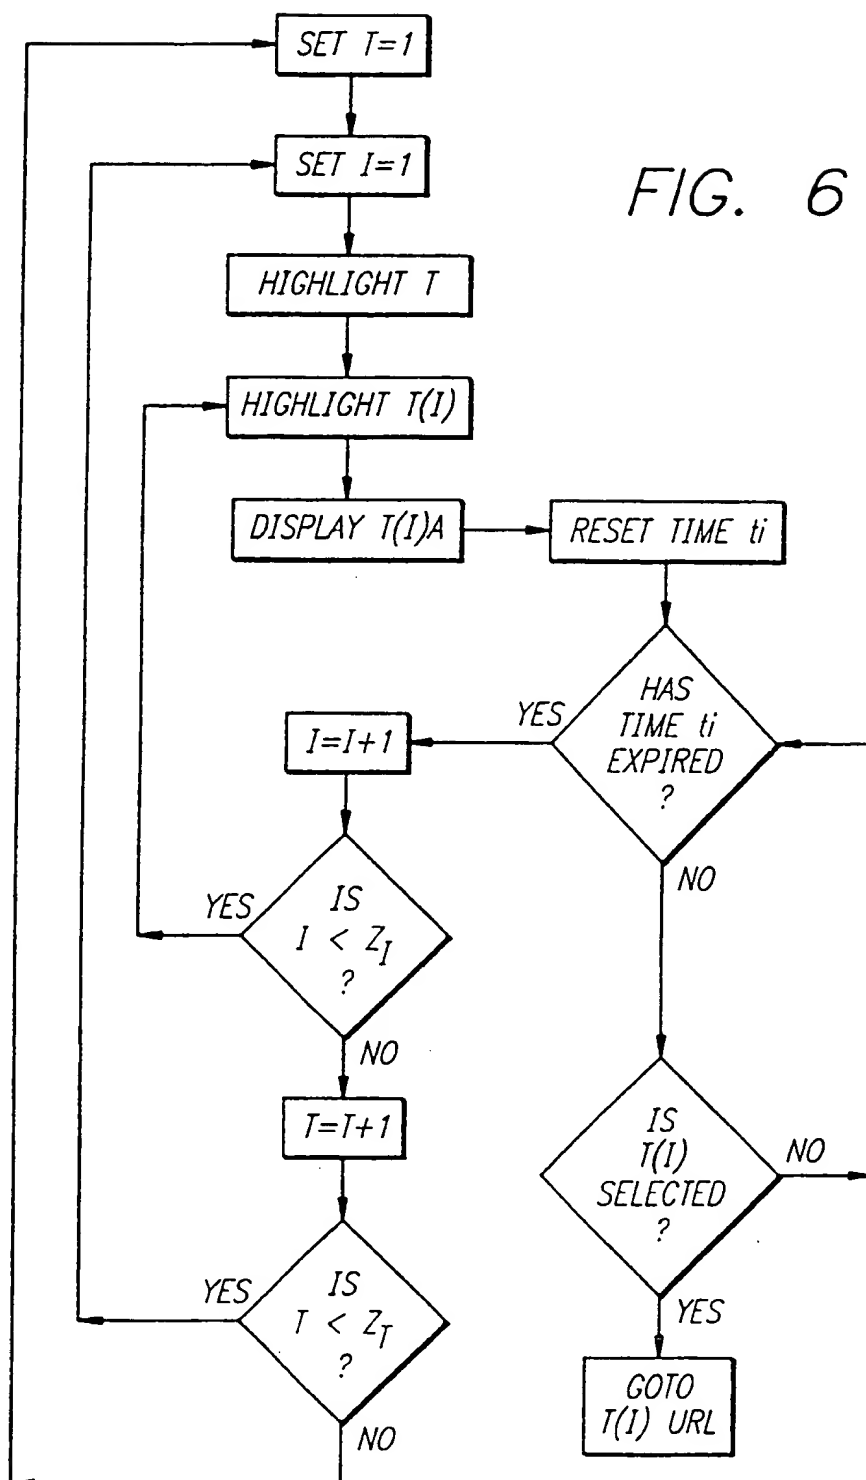 SET T=1
SET I=1
FIG. 6
HIGHLIGHT T
HIGHLIGHT T(I)
DISPLAY T(I)A
RESET TIME ti
HAS
TIME ti
EXPIRED
?
YES
NO
I=I+1
IS
I < Z_I
?
YES
NO
T=T+1
IS
T(I)
SELECTED
?
NO
YES
IS
T < Z_T
?
YES
NO
GOTO
T(I) URL